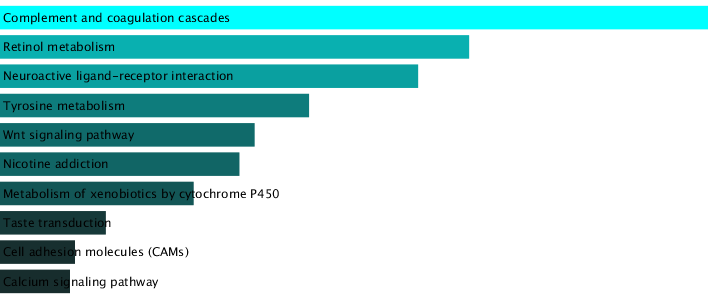 Complement and coagulation cascades
Retinol metabolism
Neuroactive ligand-receptor interaction
Tyrosine metabolism
Wnt signaling pathway
Nicotine addiction
Metabolism of xenobiotics by cytochrome P450
Taste transduction
Cell adhesion molecules (CAMs)
Calcium signaling pathway